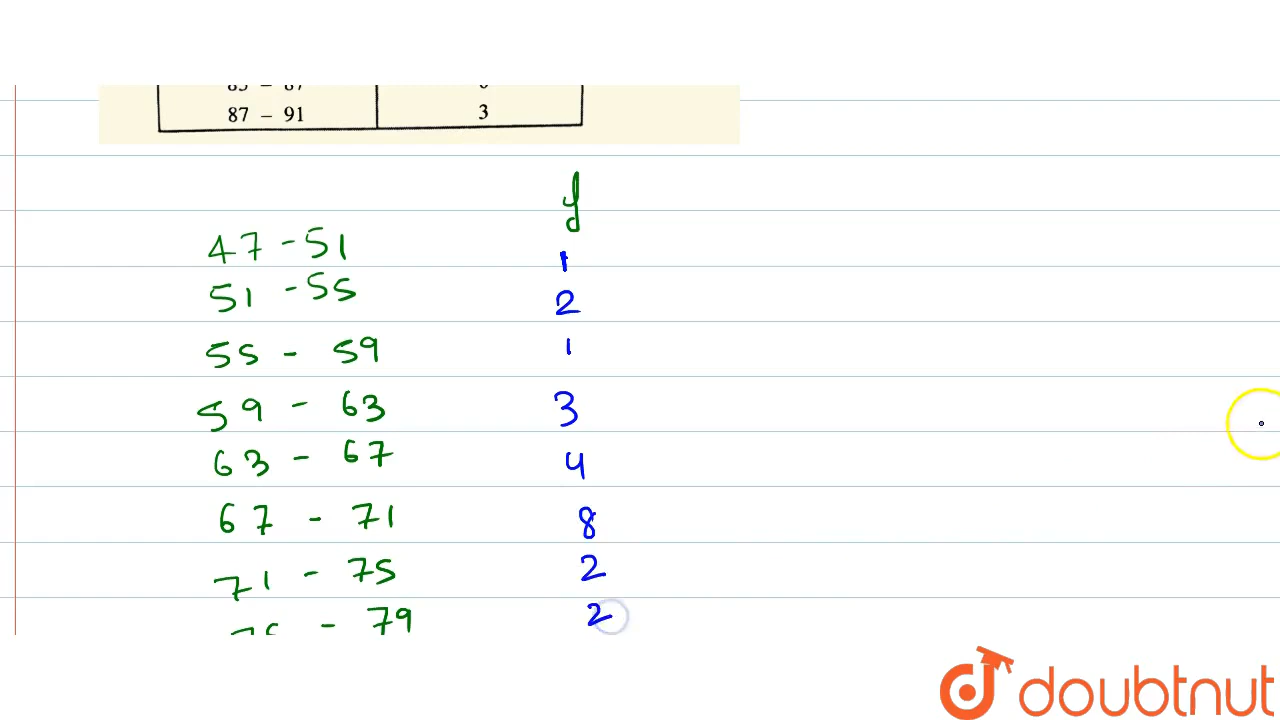 87 – 91 3
f
47 - 51 1
51 - 55 2
55 - 59 1
59 - 63 3
63 - 67 4
67 - 71 8
71 - 75 2
- 79 2
doubtnut